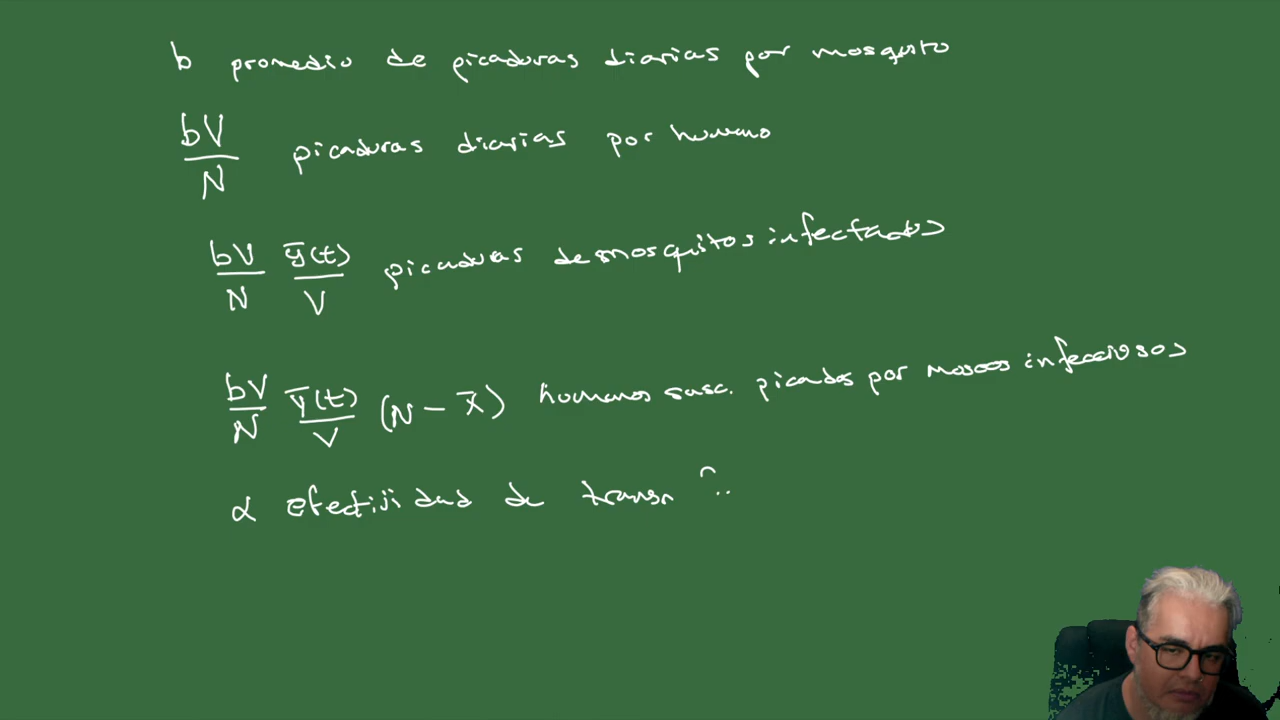 b promedio de picaduras diarias por mosquito
bV/N picaduras diarias por humano
bV/N ȳ(t)/V picaduras de mosquitos infectados
bV/N ȳ(t)/V (N - x̄) humanos susc. picados por moscos infecciosos
α efectividad de